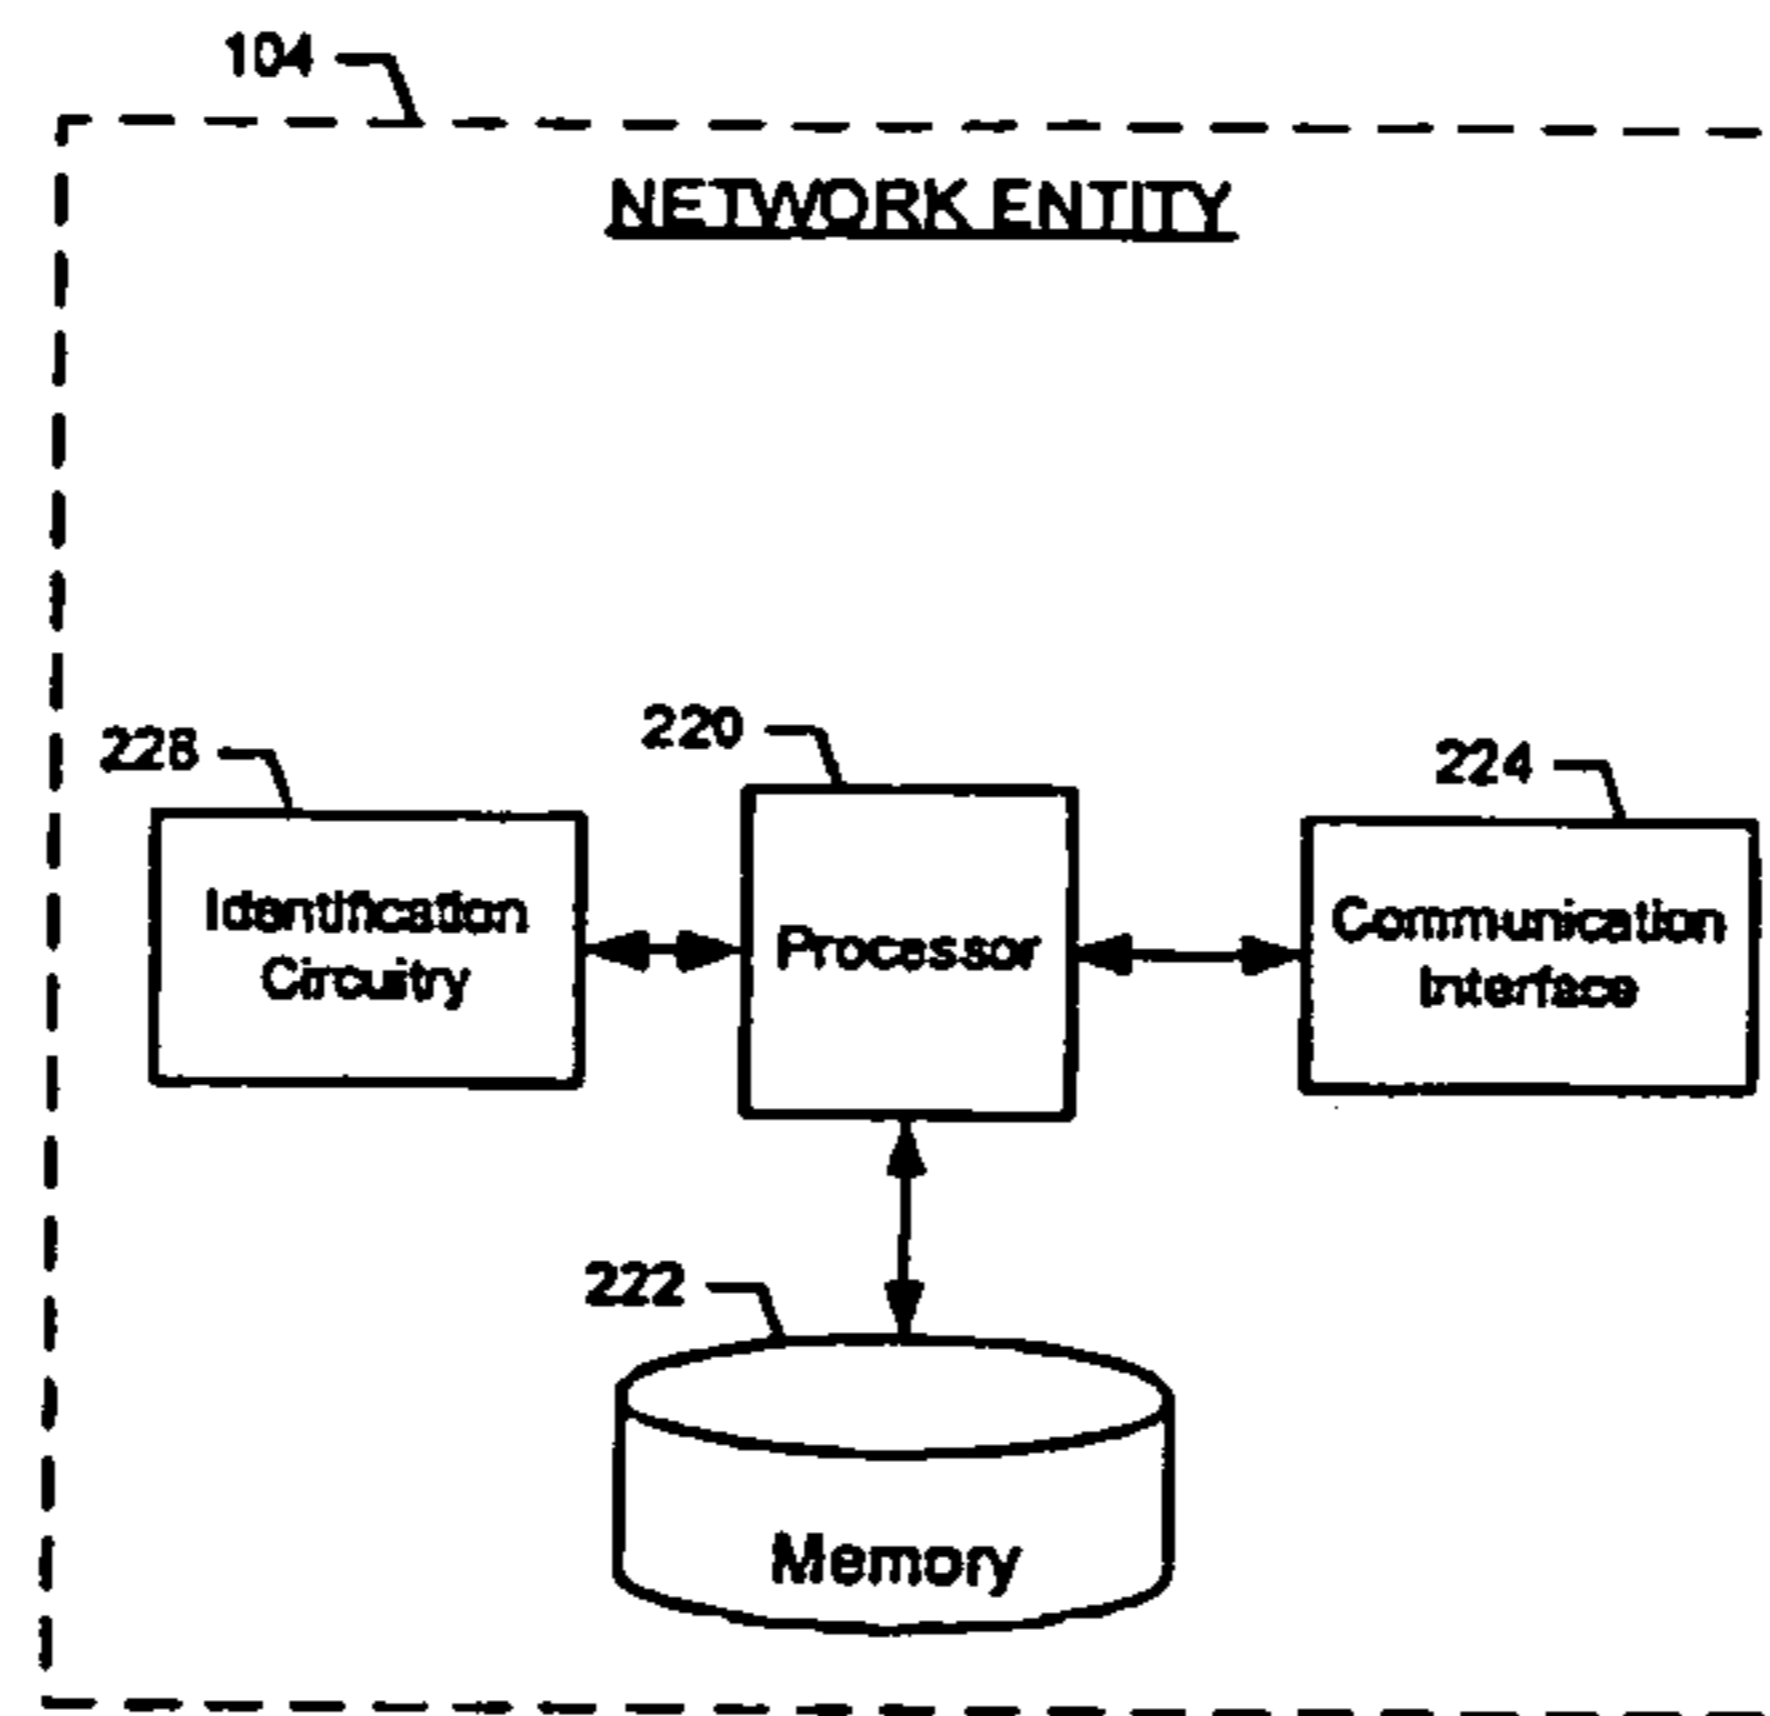 104
NETWORK ENTITY
228
220
224
Identification
Circuitry
Processor
Communication
Interface
222
Memory